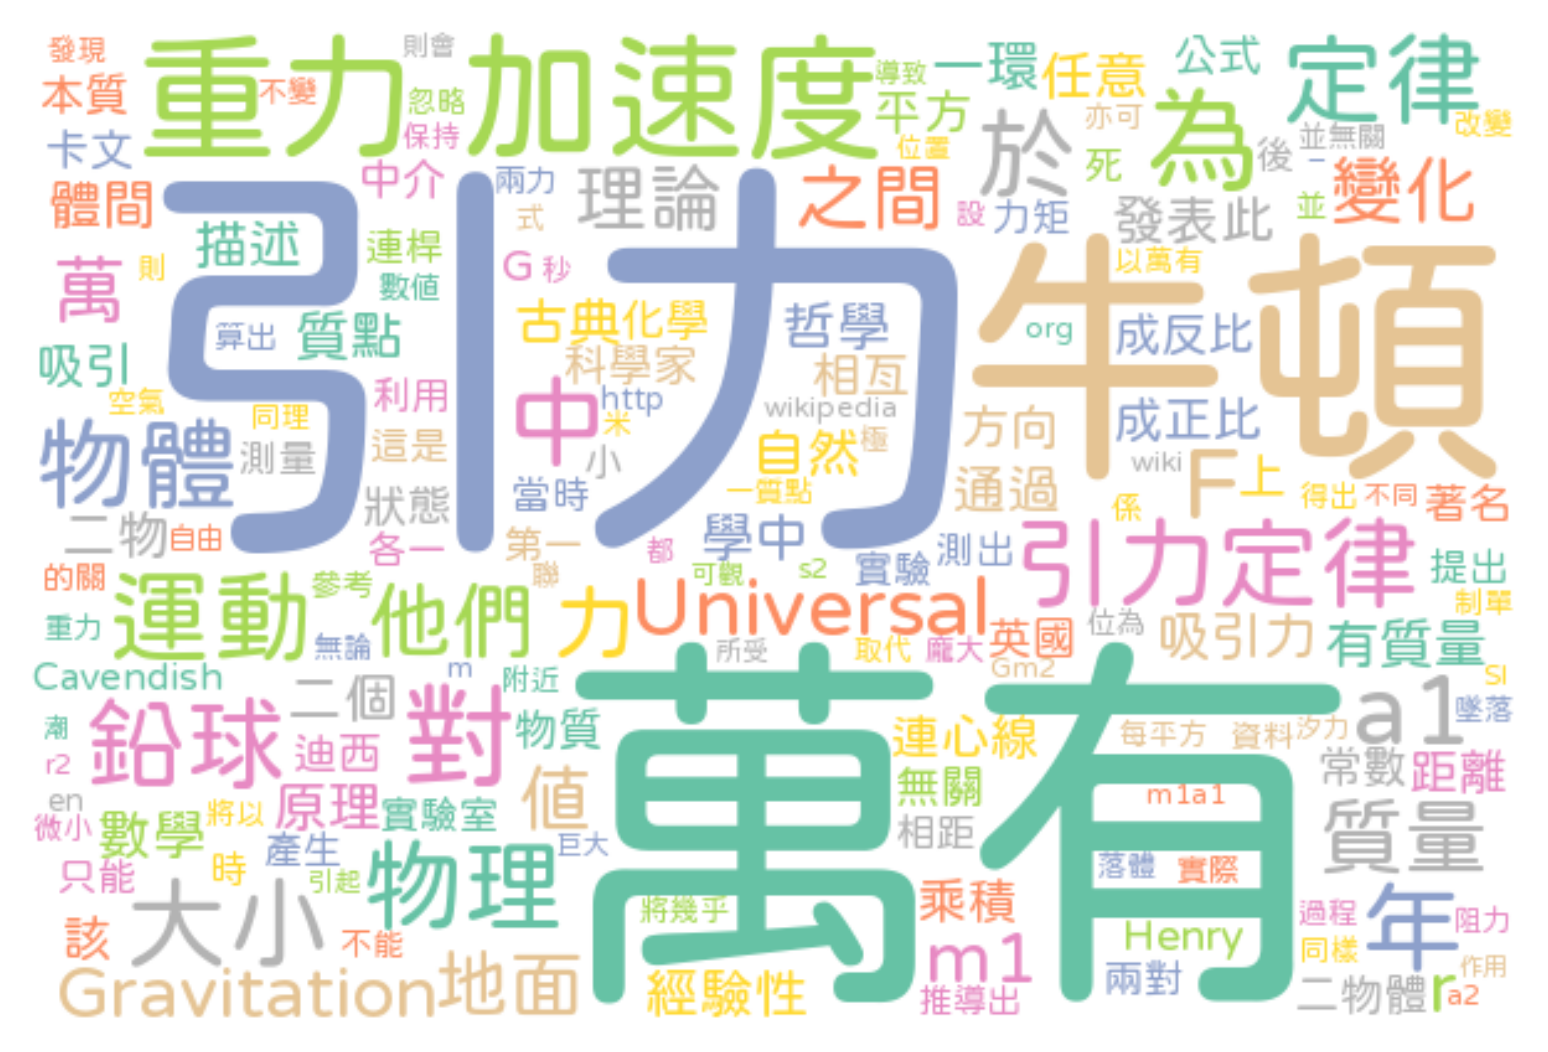 發現
則會
重力加速度
導致
一環
任意
公式
定律
本質
不變
忽略
平方
於
亦可
為
改變
卡文
保持
位置
死
後
並無關
體間
中介
兩力
式
理論
之間
設
力矩
發表此
並
變化
描述
連桿
數值
引力
G
秒
牛頓
以萬有
萬
則
算出
質點
古典化學
哲學
org
成反比
吸引
科學家
相互
空氣
同理
利用
中
http
米
wikipedia
方向
成正比
物體
測量
這是
小
自然
極
wiki
F
上
狀態
當時
一質點
通過
係
得出
不同
著名
二物
自由
各一
第一
都
學中
實驗
測出
引力定律
提出
的關
聯
可觀
s2
制單
運動
參考
他們
力
Universal
英國
位為
吸引力
有質量
重力
無論
所受
取代
龐大
Gm2
SI
Cavendish
m
附近
萬有
二個
對
物質
連心線
每平方
資料
汐力
a1
墜落
潮
鉛球
迪西
無關
常數
距離
r2
en
值
m1a1
微小
數學
將以
原理
實驗室
相距
質量
只能
時
產生
引起
物理
巨大
落體
實際
該
大小
不能
將幾乎
乘積
Henry
過程
年
阻力
同樣
Gravitation
地面
經驗性
m1
推導出
兩對
二物體
r
作用
a2